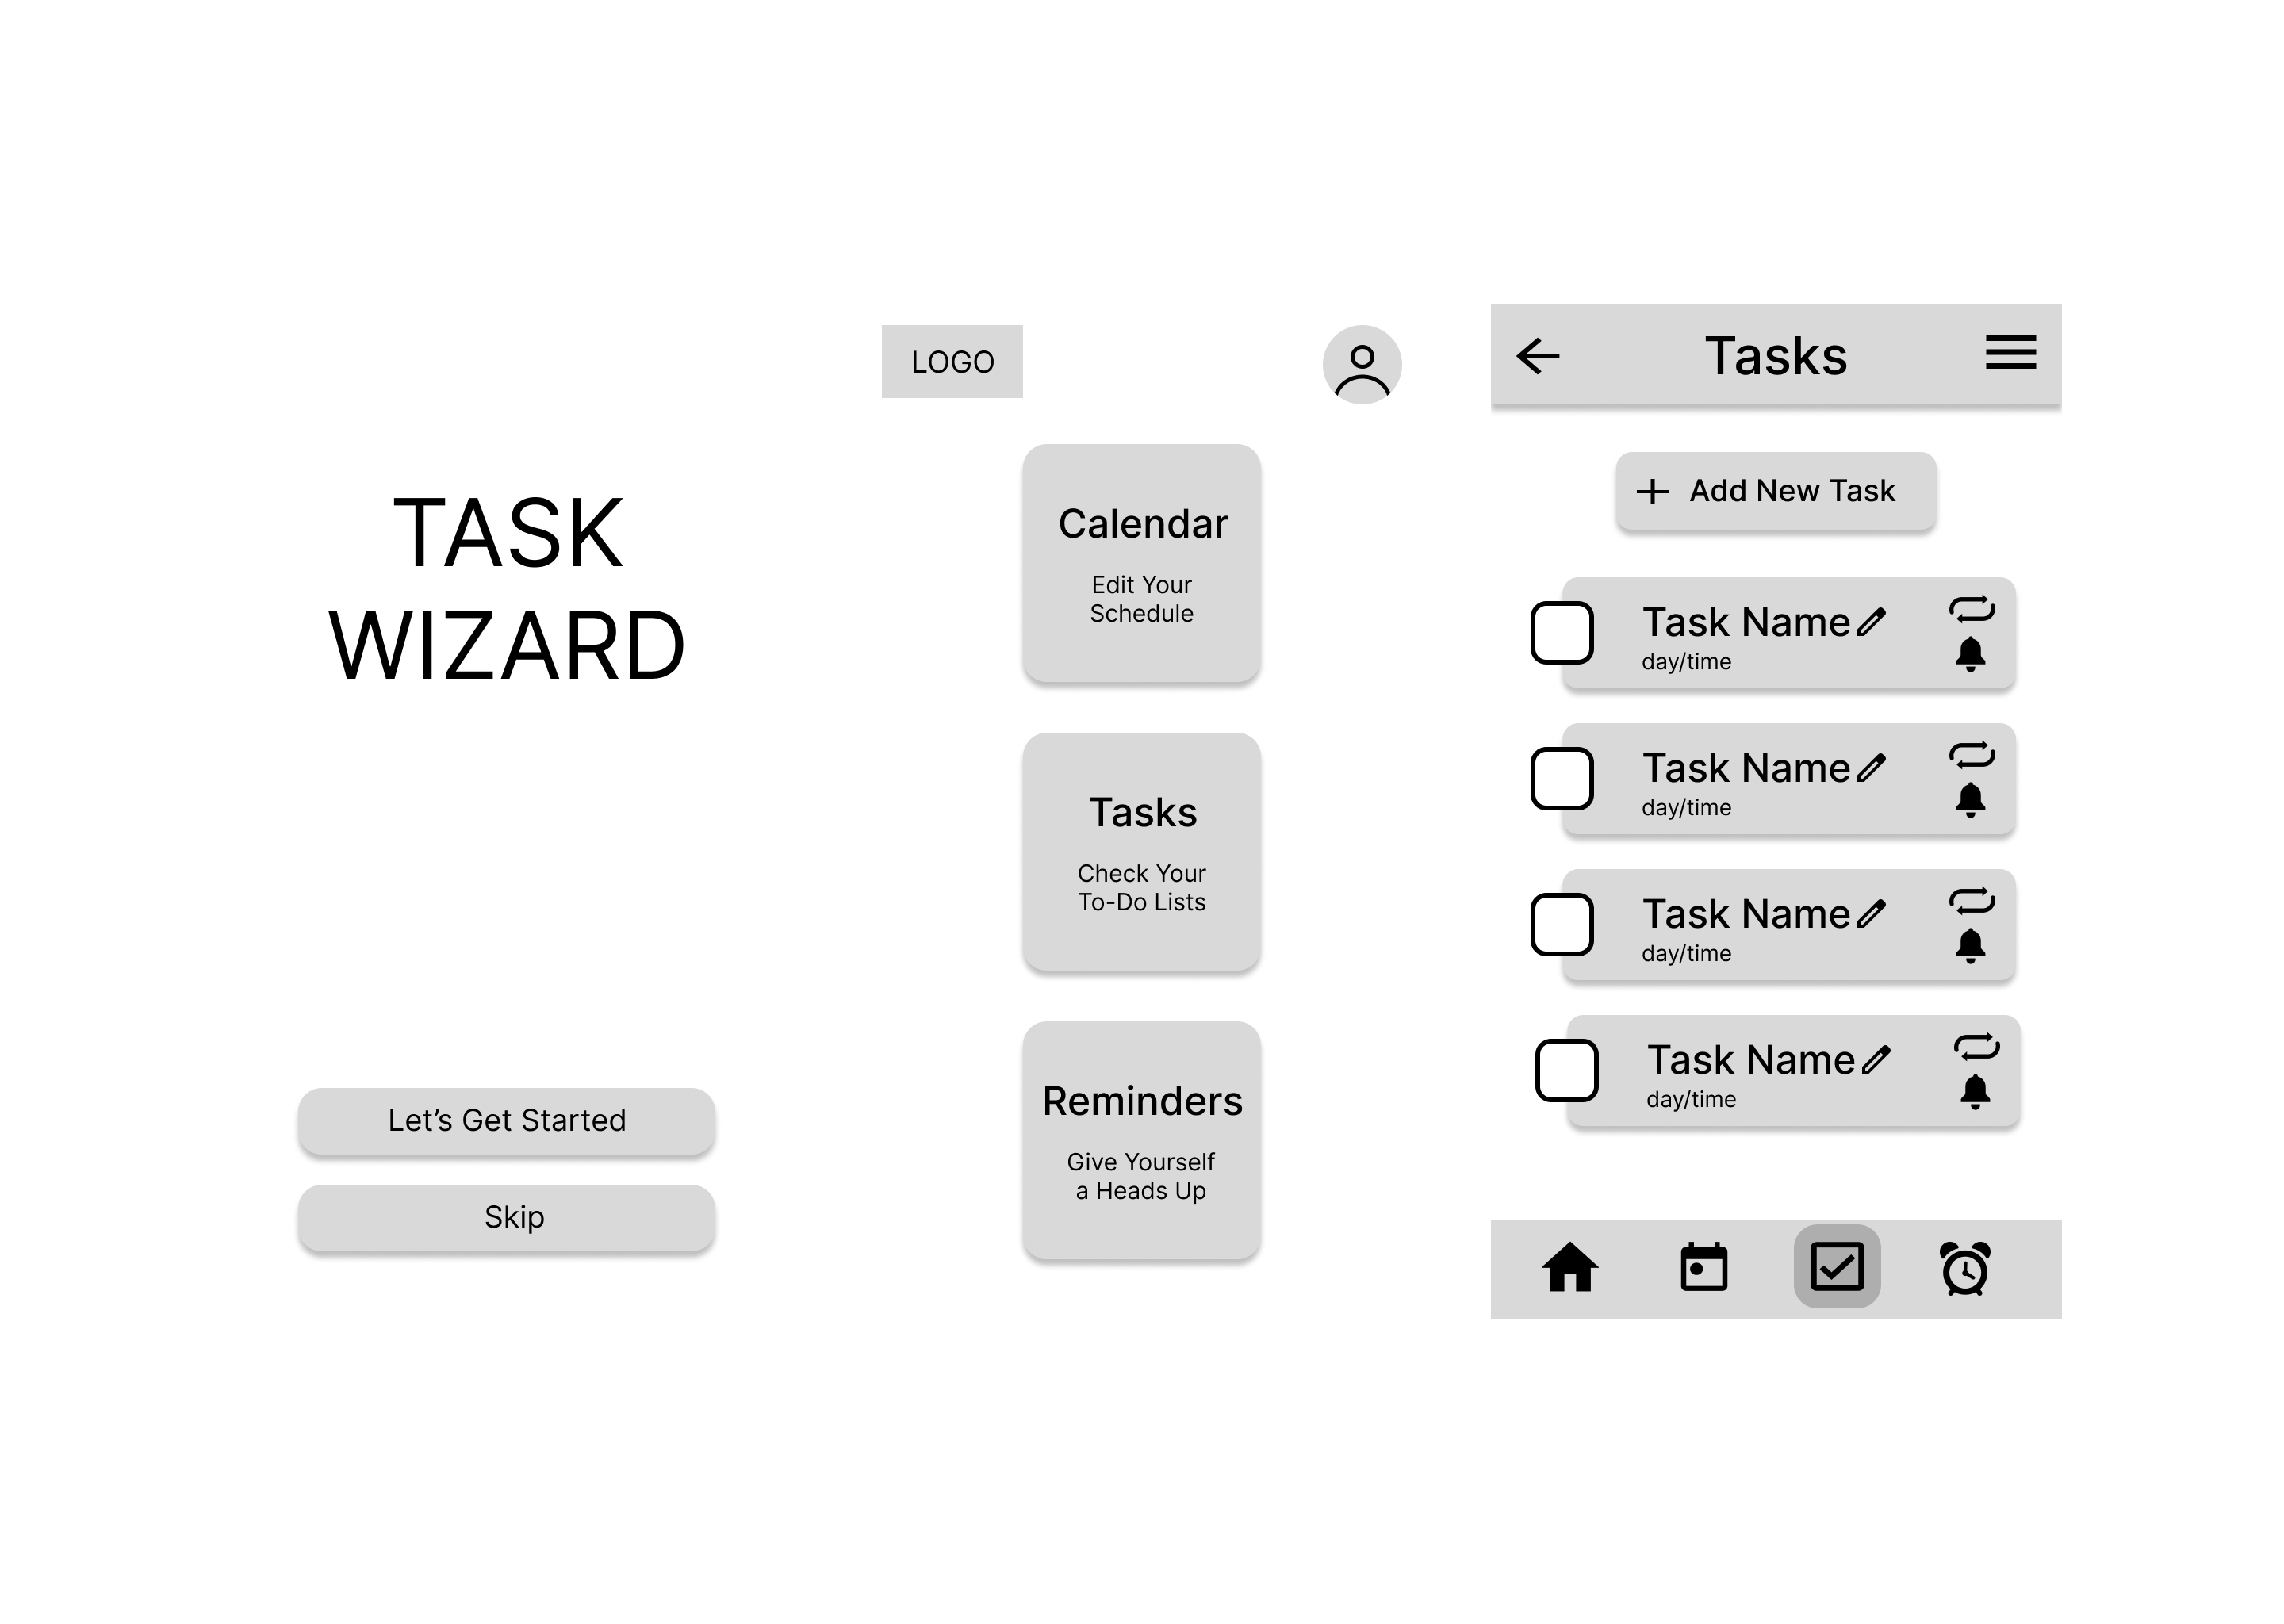 TASK
WIZARD
Let's Get Started
Skip
LOGO
Calendar
Edit Your
Schedule
Tasks
Check Your
To-Do Lists
Reminders
Give Yourself
a Heads Up
Tasks
Add New Task
Task Name
day/time
Task Name
day/time
Task Name
day/time
Task Name
day/time